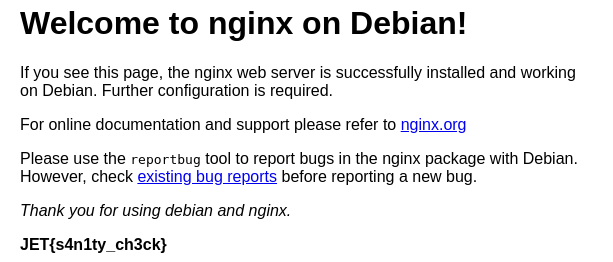 Welcome to nginx on Debian!
If you see this page, the nginx web server is successfully installed and working
on Debian. Further configuration is required.
For online documentation and support please refer to nginx.org
Please use the reportbug tool to report bugs in the nginx package with Debian.
However, check existing bug reports before reporting a new bug.
Thank you for using debian and nginx.
JET{s4n1ty_ch3ck}